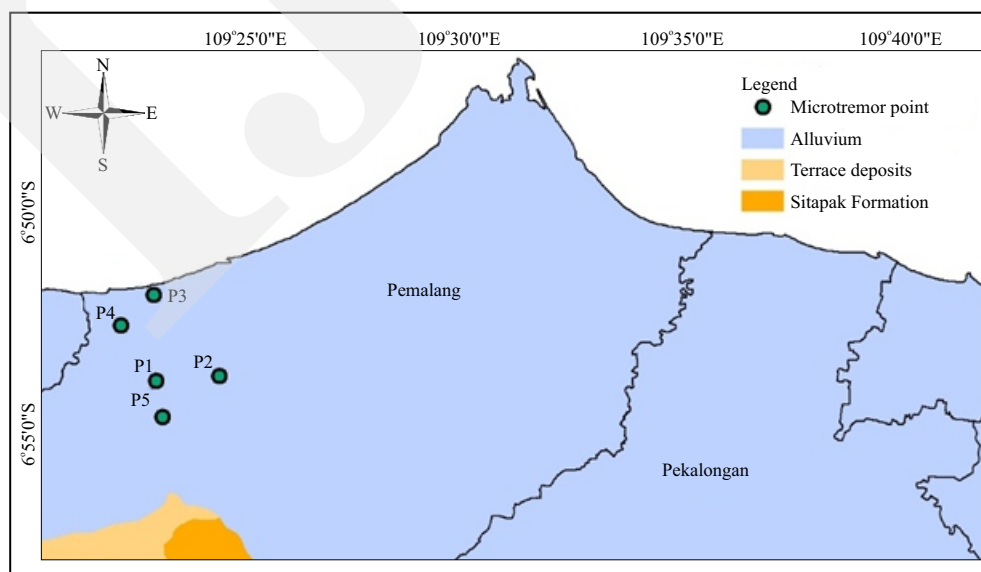 109°25'0"E
109°30'0"E
109°35'0"E
109°40'0"E
N
W
E
S
Legend
Microtremor point
Alluvium
Terrace deposits
Sitapak Formation
6°50'0"S
6°55'0"S
Pemalang
P3
P4
P1
P2
P5
Pekalongan